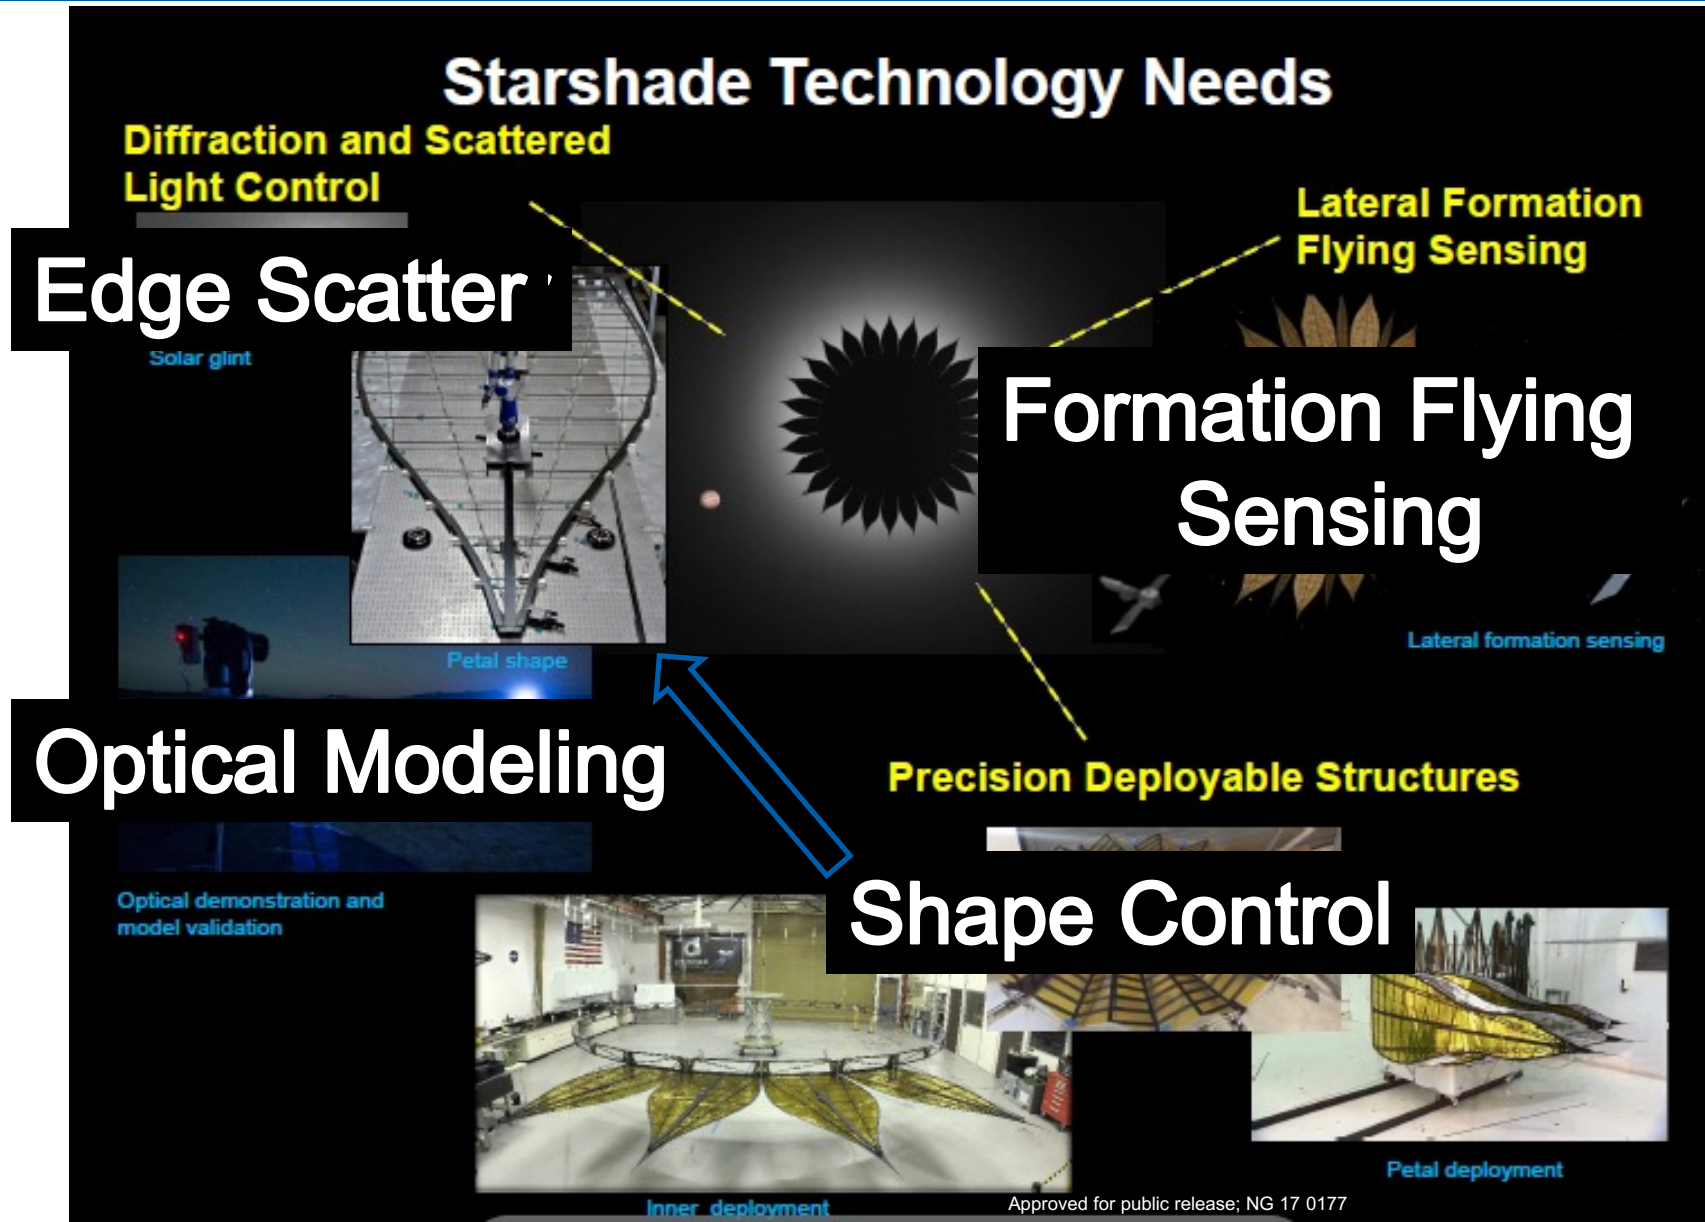 Starshade Technology Needs
Diffraction and Scattered
Light Control
Lateral Formation
Flying Sensing
Edge Scatter
Solar glint
Formation Flying
Sensing
Lateral formation sensing
Petal shape
Optical Modeling
Precision Deployable Structures
Optical demonstration and
model validation
Shape Control
Petal deployment
Inner deployment
Approved for public release; NG 17 0177